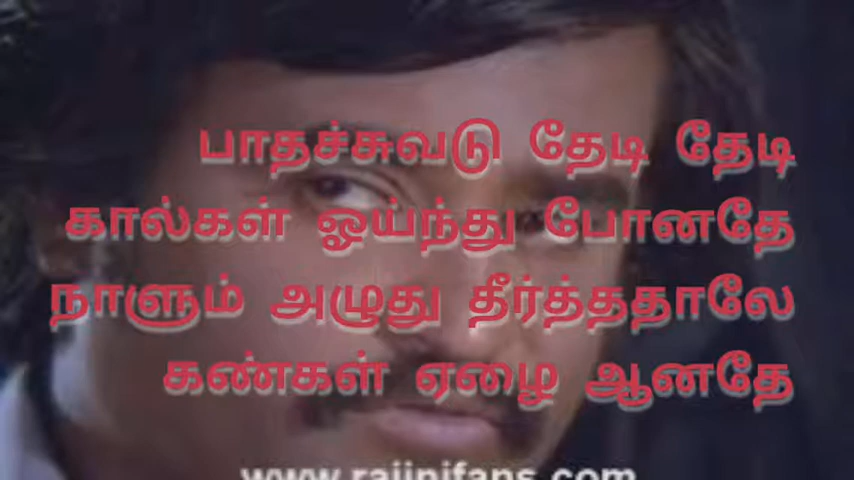 பாதச்சுவடு தேடி தேடி
கால்கள் ஓய்ந்து போனதே
நாளும் அழுது தீர்த்ததாலே
கண்கள் ஏழை ஆனதே
www.rajinifans.com